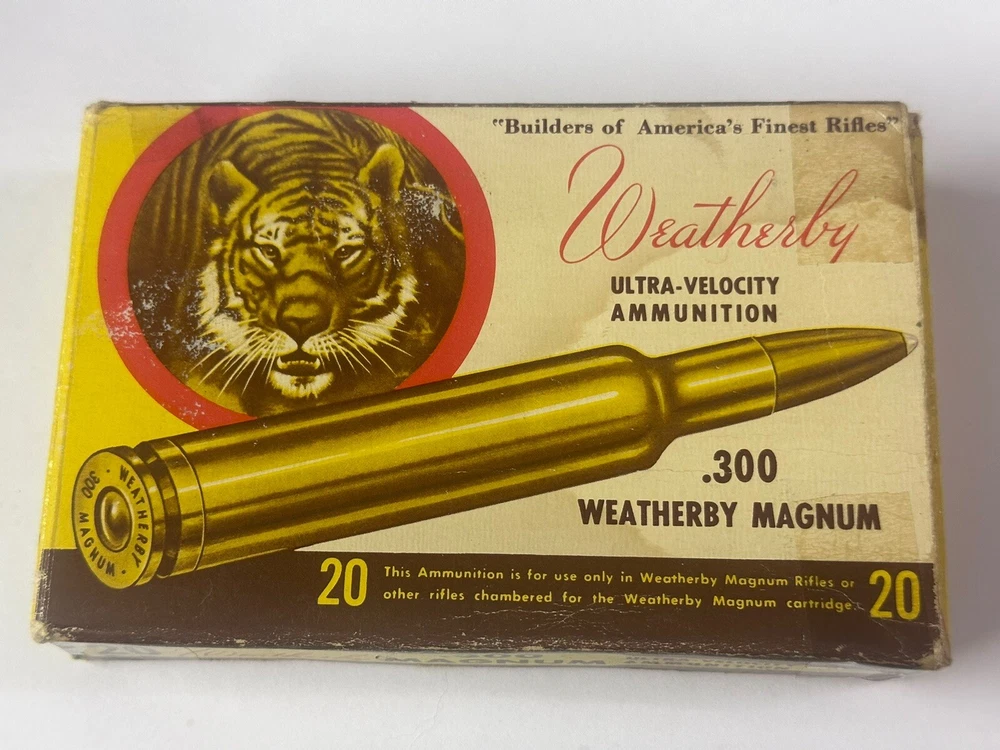 "Builders of America's Finest Rifles"
Weatherby
ULTRA-VELOCITY
AMMUNITION
.300
WEATHERBY MAGNUM
· WEATHERBY ·
300 MAGNUM
20
This Ammunition is for use only in Weatherby Magnum Rifles or
other rifles chambered for the Weatherby Magnum cartridge.
20
MAGNUM